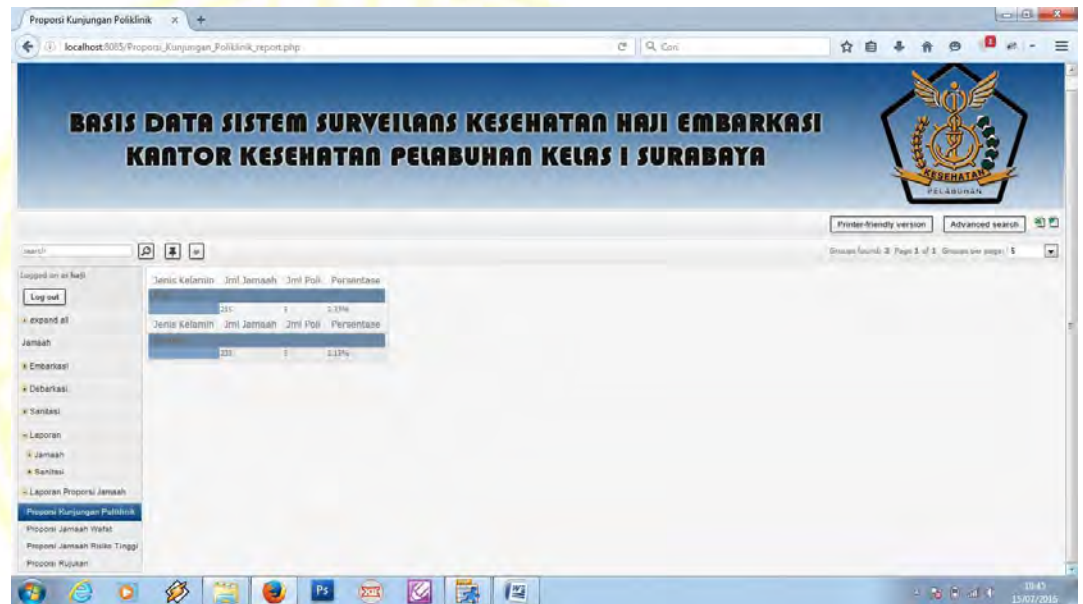 Proporsi Kunjungan Poliklinik
localhost:8085/Proporsi_Kunjungan_Poliklinik_report.php
Cari
BASIS DATA SISTEM SURVEILANS KESEHATAN HAJI EMBARKASI
KANTOR KESEHATAN PELABUHAN KELAS I SURABAYA
KESEHATAN
PELABUHAN
Printer-friendly version
Advanced search
search
Groups found: 2 Page 1 of 1 Groups per page: 5
Logged on as haji
Log out
expand all
Jamaah
Embarkasi
Debarkasi
Sanitasi
Laporan
Jamaah
Sanitasi
Laporan Proporsi Jamaah
Proporsi Kunjungan Poliklinik
Proporsi Jamaah Wafat
Proporsi Jamaah Risiko Tinggi
Proporsi Rujukan
Jenis Kelamin Jml Jamaah Jml Poli Persentase
Jenis Kelamin Jml Jamaah Jml Poli Persentase
Ps
10:45
15/07/2016